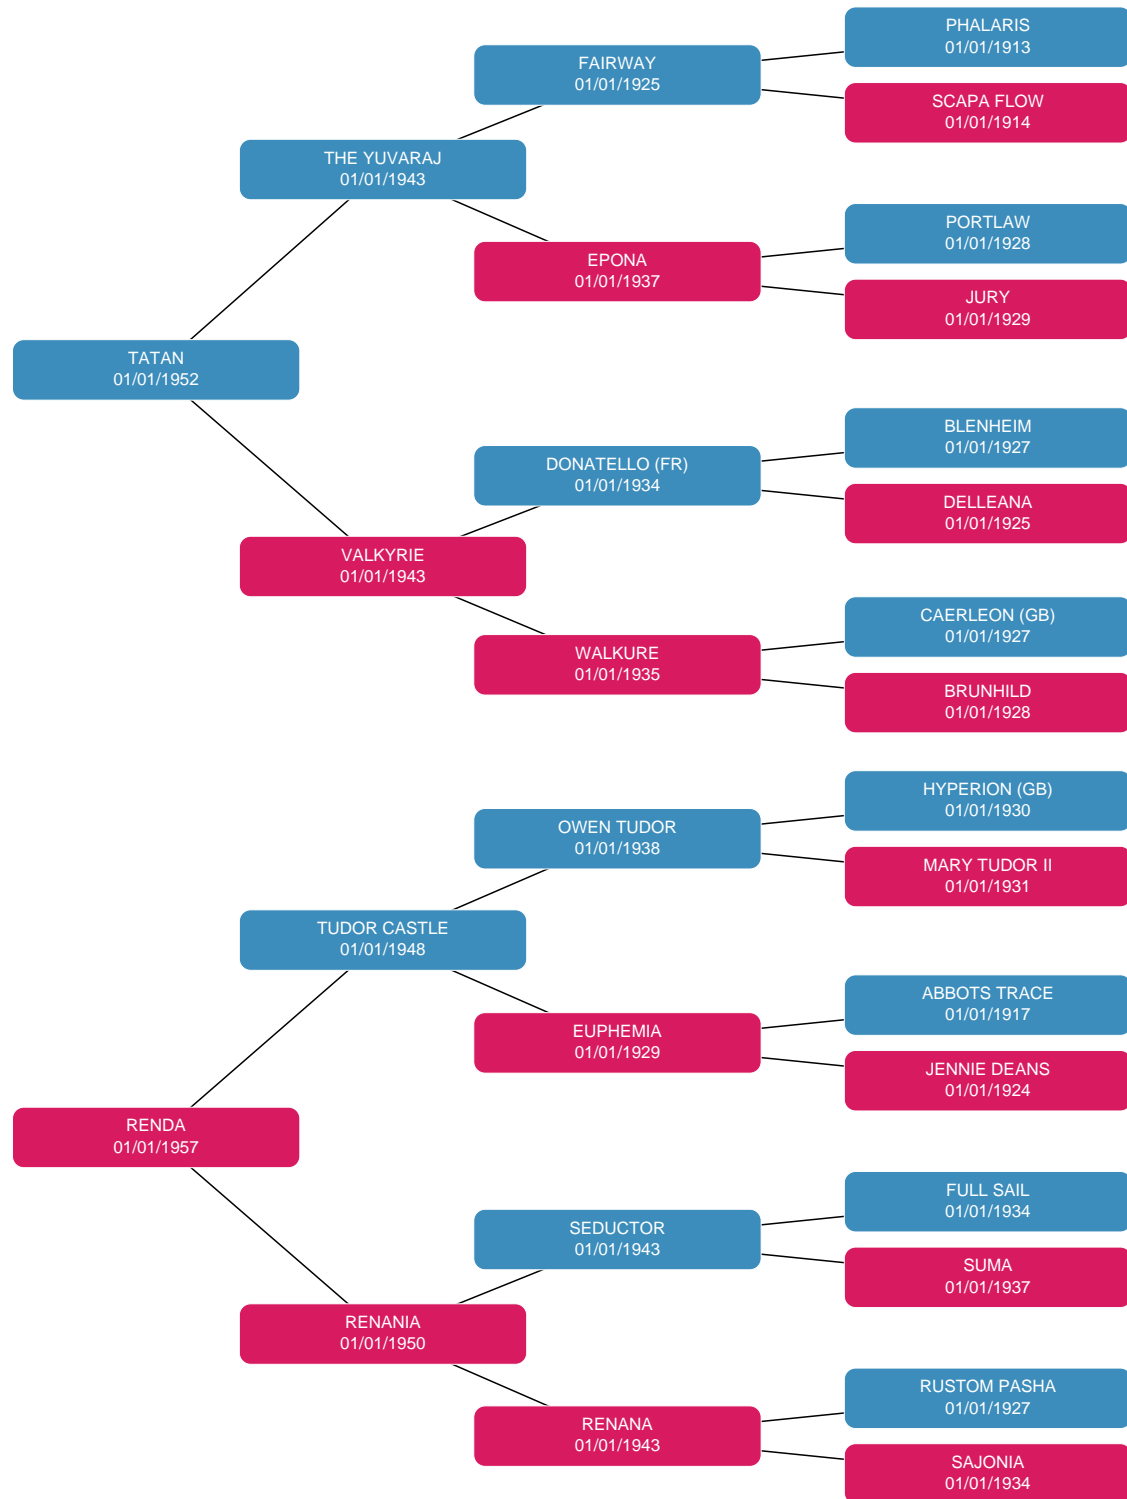 PHALARIS
01/01/1913
FAIRWAY
01/01/1925
SCAPA FLOW
01/01/1914
THE YUVARAJ
01/01/1943
PORTLAW
01/01/1928
EPONA
01/01/1937
JURY
01/01/1929
TATAN
01/01/1952
BLENHEIM
01/01/1927
DONATELLO (FR)
01/01/1934
DELLEANA
01/01/1925
VALKYRIE
01/01/1943
CAERLEON (GB)
01/01/1927
WALKURE
01/01/1935
BRUNHILD
01/01/1928
HYPERION (GB)
01/01/1930
OWEN TUDOR
01/01/1938
MARY TUDOR II
01/01/1931
TUDOR CASTLE
01/01/1948
ABBOTS TRACE
01/01/1917
EUPHEMIA
01/01/1929
JENNIE DEANS
01/01/1924
RENDA
01/01/1957
FULL SAIL
01/01/1934
SEDUCTOR
01/01/1943
SUMA
01/01/1937
RENANIA
01/01/1950
RUSTOM PASHA
01/01/1927
RENANA
01/01/1943
SAJONIA
01/01/1934